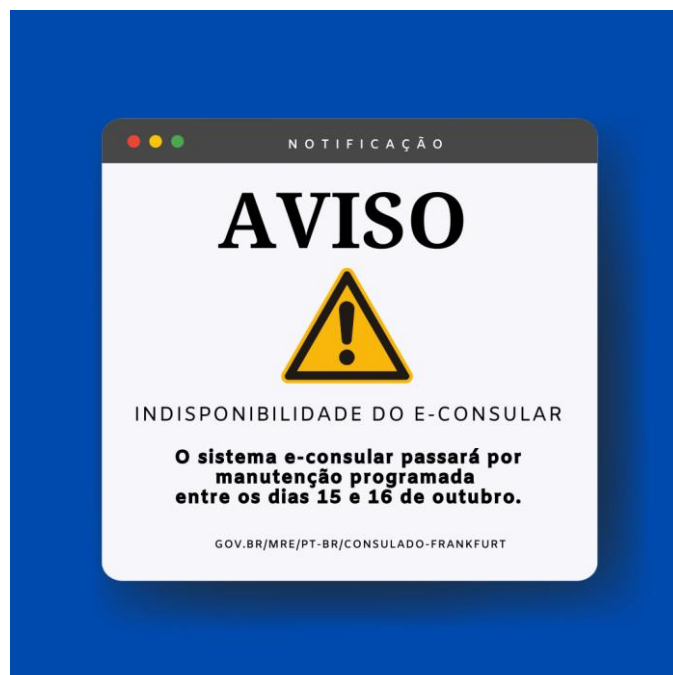 NOTIFICAÇÃO
AVISO
INDISPONIBILIDADE DO E-CONSULAR
O sistema e-consular passará por
manutenção programada
entre os dias 15 e 16 de outubro.
GOV.BR/MRE/PT-BR/CONSULADO-FRANKFURT